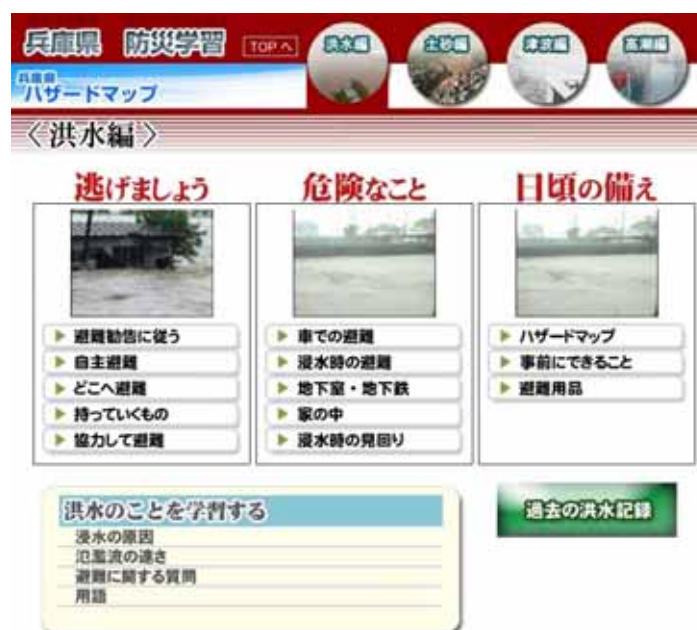 兵庫県 防災学習 TOPへ 洪水編 土砂編 津波編 高潮編
兵庫県
ハザードマップ
〈洪水編〉
逃げましょう
避難勧告に従う
自主避難
どこへ避難
持っていくもの
協力して避難
危険なこと
車での避難
浸水時の避難
地下室・地下鉄
家の中
浸水時の見回り
日頃の備え
ハザードマップ
事前にできること
避難用品
洪水のことを学習する
浸水の原因
氾濫流の速さ
避難に関する質問
用語
過去の洪水記録